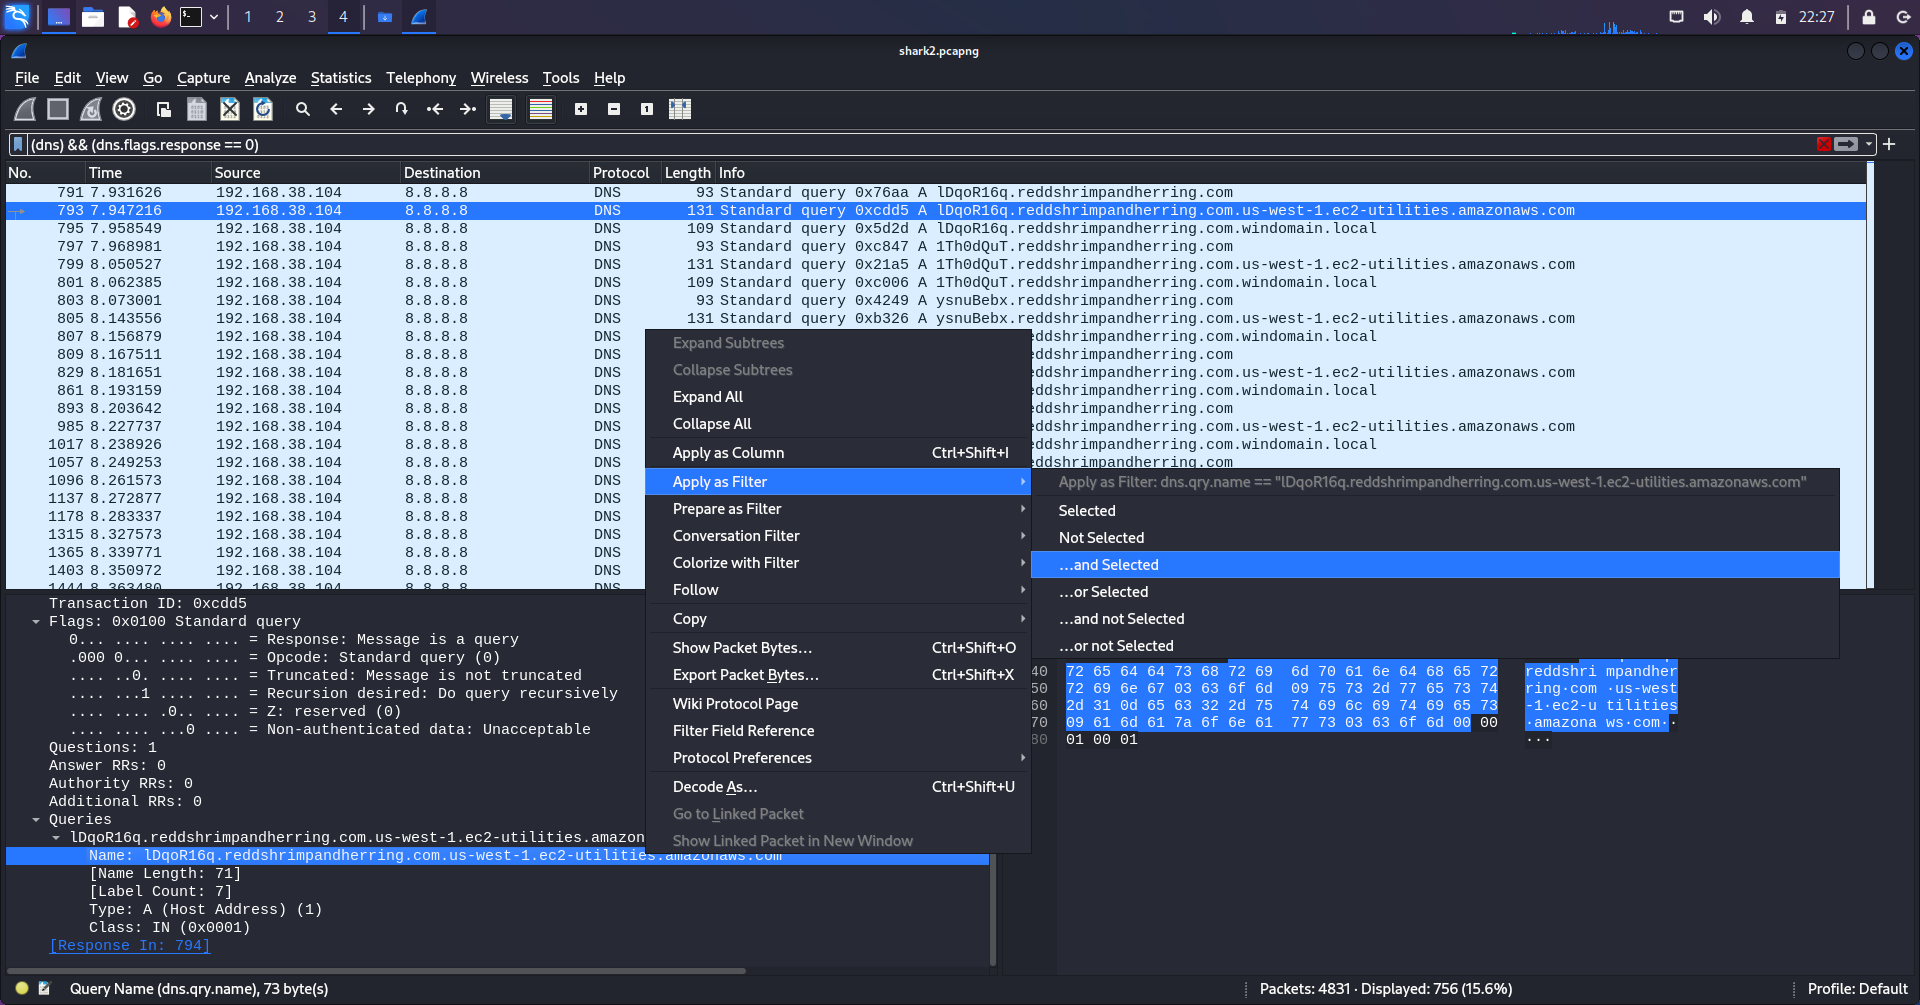 1 2 3 4 22:27
shark2.pcapng
File Edit View Go Capture Analyze Statistics Telephony Wireless Tools Help
(dns) && (dns.flags.response == 0)
No. Time Source Destination Protocol Length Info
791 7.931626 192.168.38.104 8.8.8.8 DNS 93 Standard query 0x76aa A lDqoR16q.reddshrimpandherring.com
793 7.947216 192.168.38.104 8.8.8.8 DNS 131 Standard query 0xcdd5 A lDqoR16q.reddshrimpandherring.com.us-west-1.ec2-utilities.amazonaws.com
795 7.958549 192.168.38.104 8.8.8.8 DNS 109 Standard query 0x5d2d A lDqoR16q.reddshrimpandherring.com.windomain.local
797 7.968981 192.168.38.104 8.8.8.8 DNS 93 Standard query 0xc847 A 1Th0dQuT.reddshrimpandherring.com
799 8.050527 192.168.38.104 8.8.8.8 DNS 131 Standard query 0x21a5 A 1Th0dQuT.reddshrimpandherring.com.us-west-1.ec2-utilities.amazonaws.com
801 8.062385 192.168.38.104 8.8.8.8 DNS 109 Standard query 0xc006 A 1Th0dQuT.reddshrimpandherring.com.windomain.local
803 8.073001 192.168.38.104 8.8.8.8 DNS 93 Standard query 0x4249 A ysnuBebx.reddshrimpandherring.com
805 8.143556 192.168.38.104 8.8.8.8 DNS 131 Standard query 0xb326 A ysnuBebx.reddshrimpandherring.com.us-west-1.ec2-utilities.amazonaws.com
807 8.156879 192.168.38.104 8.8.8.8 DNS eddshrimpandherring.com.windomain.local
809 8.167511 192.168.38.104 8.8.8.8 DNS eddshrimpandherring.com
829 8.181651 192.168.38.104 8.8.8.8 DNS eddshrimpandherring.com.us-west-1.ec2-utilities.amazonaws.com
861 8.193159 192.168.38.104 8.8.8.8 DNS eddshrimpandherring.com.windomain.local
893 8.203642 192.168.38.104 8.8.8.8 DNS eddshrimpandherring.com
985 8.227737 192.168.38.104 8.8.8.8 DNS eddshrimpandherring.com.us-west-1.ec2-utilities.amazonaws.com
1017 8.238926 192.168.38.104 8.8.8.8 DNS eddshrimpandherring.com.windomain.local
1057 8.249253 192.168.38.104 8.8.8.8 DNS eddshrimpandherring.com
1096 8.261573 192.168.38.104 8.8.8.8 DNS
1137 8.272877 192.168.38.104 8.8.8.8 DNS
1178 8.283337 192.168.38.104 8.8.8.8 DNS
1315 8.327573 192.168.38.104 8.8.8.8 DNS
1365 8.339771 192.168.38.104 8.8.8.8 DNS
1403 8.350972 192.168.38.104 8.8.8.8 DNS
1444 8.363480 192.168.38.104 8.8.8.8 DNS
Expand Subtrees
Collapse Subtrees
Expand All
Collapse All
Apply as Column Ctrl+Shift+I
Apply as Filter
Prepare as Filter
Conversation Filter
Colorize with Filter
Follow
Copy
Show Packet Bytes... Ctrl+Shift+O
Export Packet Bytes... Ctrl+Shift+X
Wiki Protocol Page
Filter Field Reference
Protocol Preferences
Decode As... Ctrl+Shift+U
Go to Linked Packet
Show Linked Packet in New Window
Apply as Filter: dns.qry.name == "lDqoR16q.reddshrimpandherring.com.us-west-1.ec2-utilities.amazonaws.com"
Selected
Not Selected
...and Selected
...or Selected
...and not Selected
...or not Selected
Transaction ID: 0xcdd5
Flags: 0x0100 Standard query
0... .... .... .... = Response: Message is a query
.000 0... .... .... = Opcode: Standard query (0)
.... ..0. .... .... = Truncated: Message is not truncated
.... ...1 .... .... = Recursion desired: Do query recursively
.... .... .0.. .... = Z: reserved (0)
.... .... ...0 .... = Non-authenticated data: Unacceptable
Questions: 1
Answer RRs: 0
Authority RRs: 0
Additional RRs: 0
Queries
lDqoR16q.reddshrimpandherring.com.us-west-1.ec2-utilities.amazon
Name: lDqoR16q.reddshrimpandherring.com.us-west-1.ec2-utilities.amazonaws.com
[Name Length: 71]
[Label Count: 7]
Type: A (Host Address) (1)
Class: IN (0x0001)
[Response In: 794]
40 72 65 64 64 73 68 72 69 6d 70 61 6e 64 68 65 72 reddshri mpandher
50 72 69 6e 67 03 63 6f 6d 09 75 73 2d 77 65 73 74 ring·com ·us-west
60 2d 31 0d 65 63 32 2d 75 74 69 6c 69 74 69 65 73 -1·ec2-u tilities
70 09 61 6d 61 7a 6f 6e 61 77 73 03 63 6f 6d 00 00 ·amazona ws·com··
80 01 00 01 ···
Query Name (dns.qry.name), 73 byte(s) Packets: 4831 · Displayed: 756 (15.6%) Profile: Default